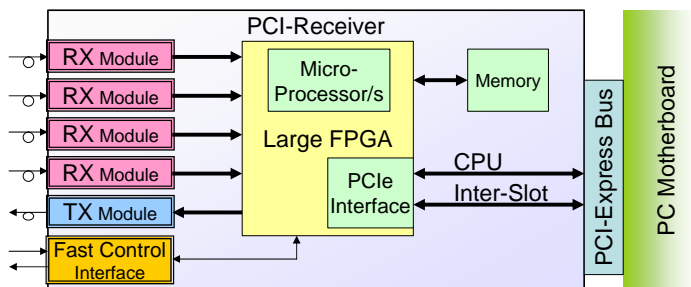 PCI-Receiver
RX Module
RX Module
RX Module
RX Module
TX Module
Fast Control
Interface
Micro-
Processor/s
Large FPGA
PCIe
Interface
Memory
CPU
Inter-Slot
PCI-Express Bus
PC Motherboard